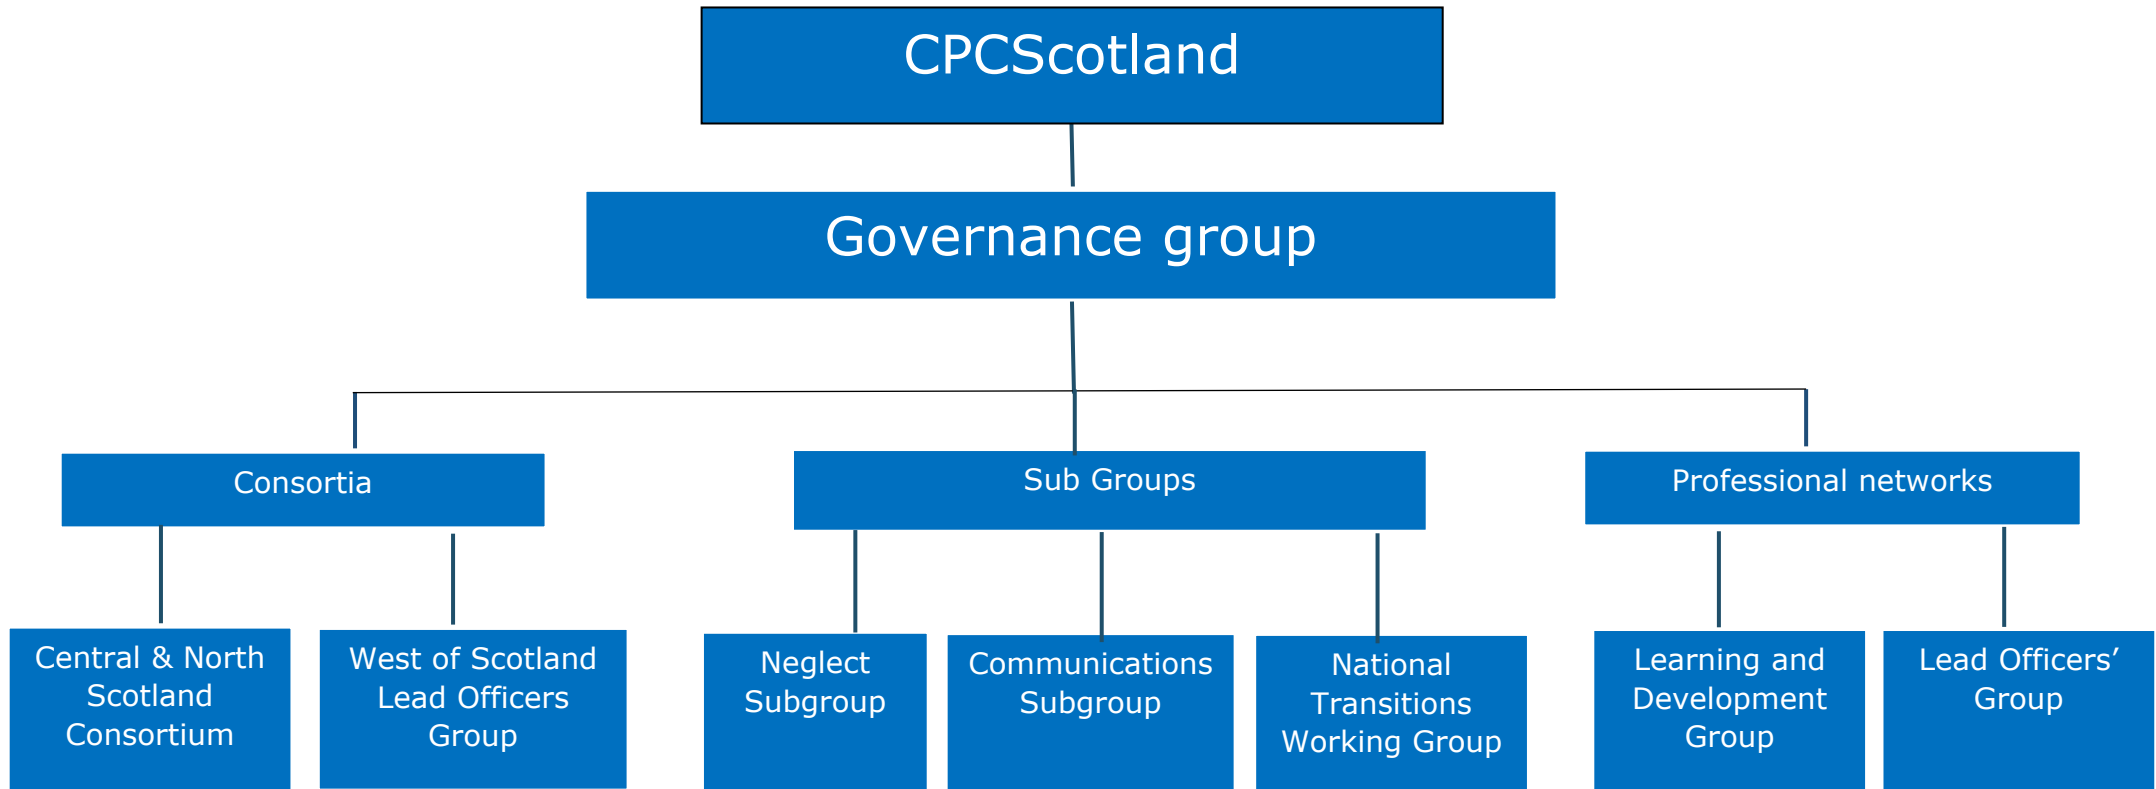 CPCScotland
Governance group
Consortia
Sub Groups
Professional networks
Central & North
Scotland
Consortium
West of Scotland
Lead Officers
Group
Neglect
Subgroup
Communications
Subgroup
National
Transitions
Working Group
Learning and
Development
Group
Lead Officers’
Group